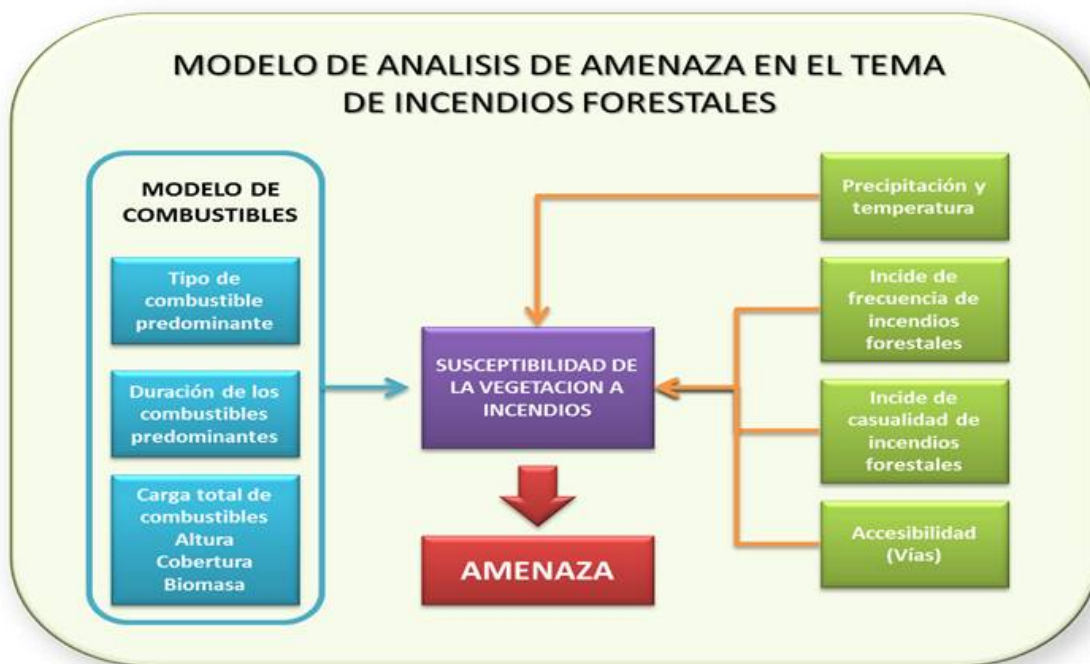 MODELO DE ANALISIS DE AMENAZA EN EL TEMA
DE INCENDIOS FORESTALES
MODELO DE
COMBUSTIBLES
Tipo de
combustible
predominante
Duración de los
combustibles
predominantes
Carga total de
combustibles
Altura
Cobertura
Biomasa
SUSCEPTIBILIDAD DE
LA VEGETACION A
INCENDIOS
AMENAZA
Precipitación y
temperatura
Incide de
frecuencia de
incendios
forestales
Incide de
casualidad de
incendios
forestales
Accesibilidad
(Vías)